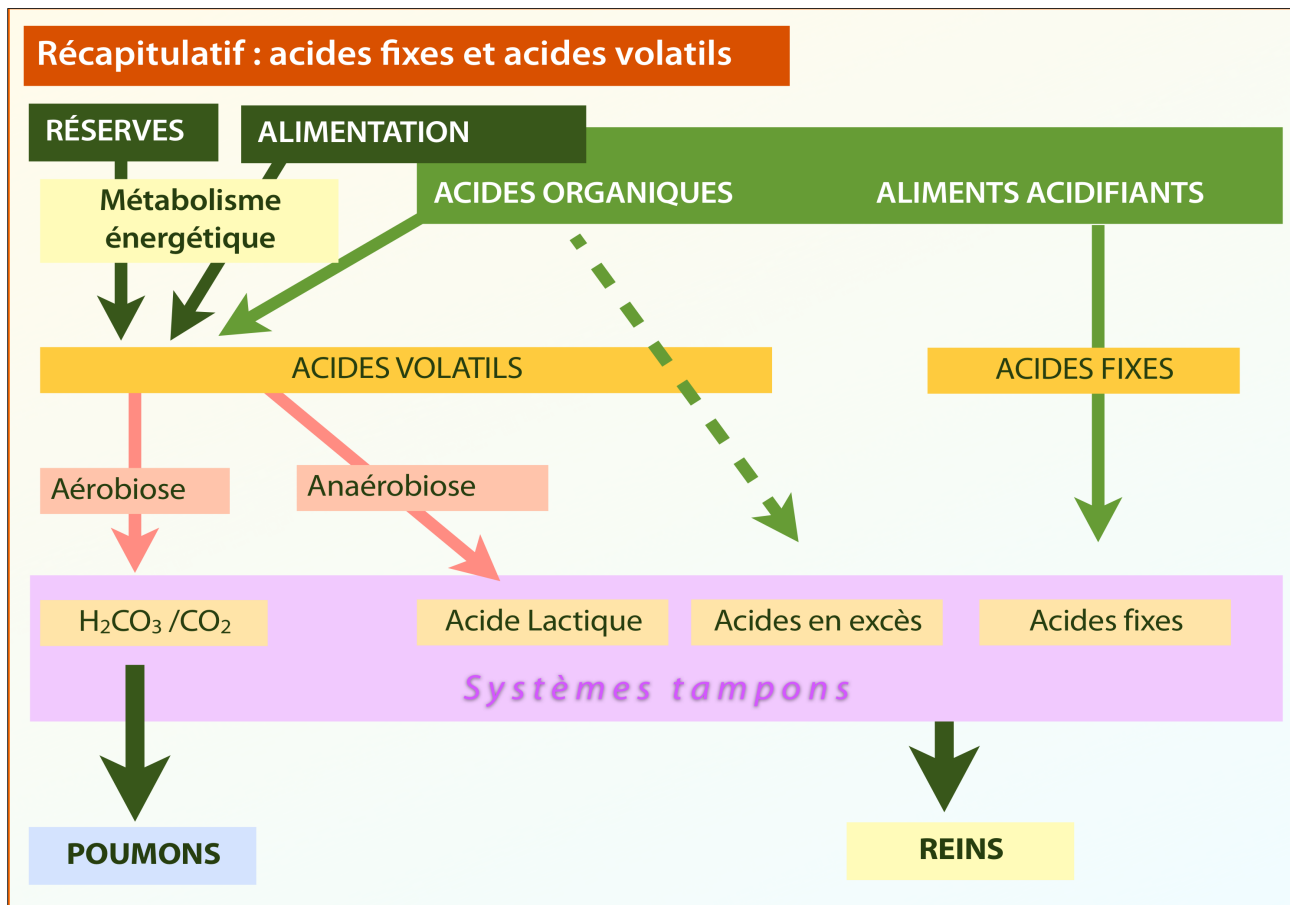 Récapitulatif : acides fixes et acides volatils
RÉSERVES
ALIMENTATION
Métabolisme
énergétique
ACIDES ORGANIQUES
ALIMENTS ACIDIFIANTS
ACIDES VOLATILS
ACIDES FIXES
Aérobiose
Anaérobiose
H₂CO₃ /CO₂
Acide Lactique
Acides en excès
Acides fixes
Systèmes tampons
POUMONS
REINS